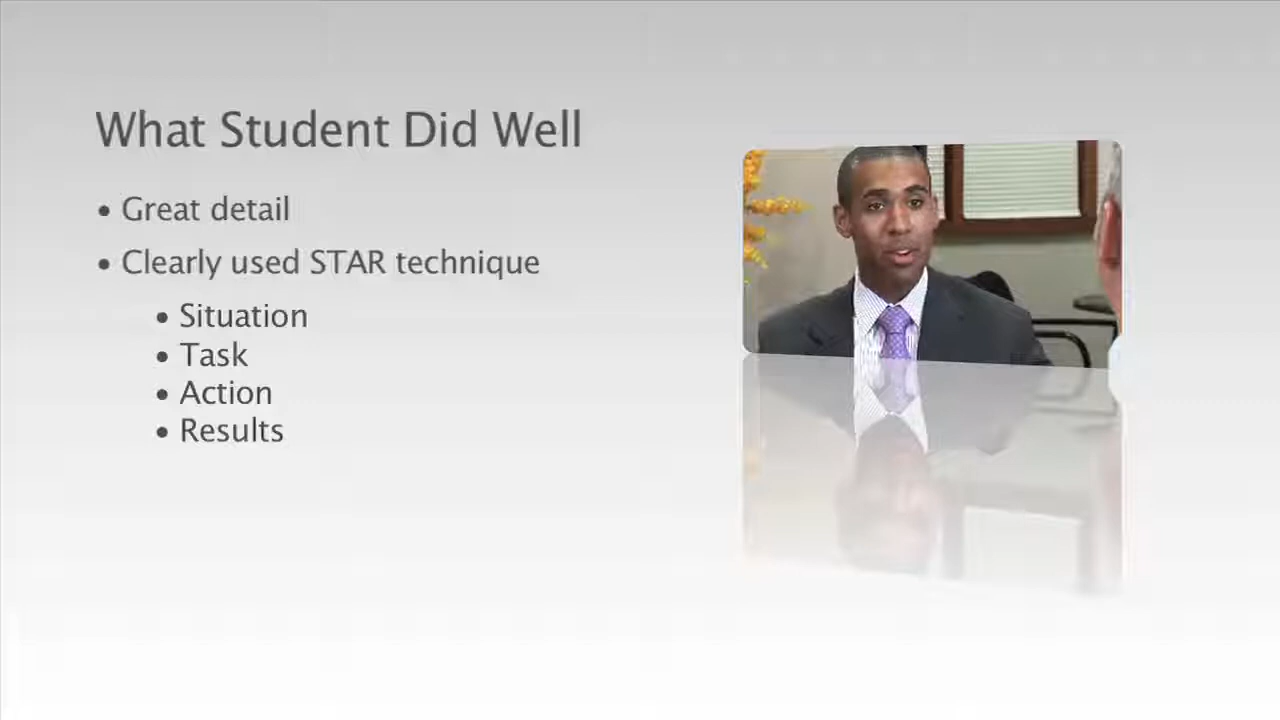 What Student Did Well
• Great detail
• Clearly used STAR technique
• Situation
• Task
• Action
• Results